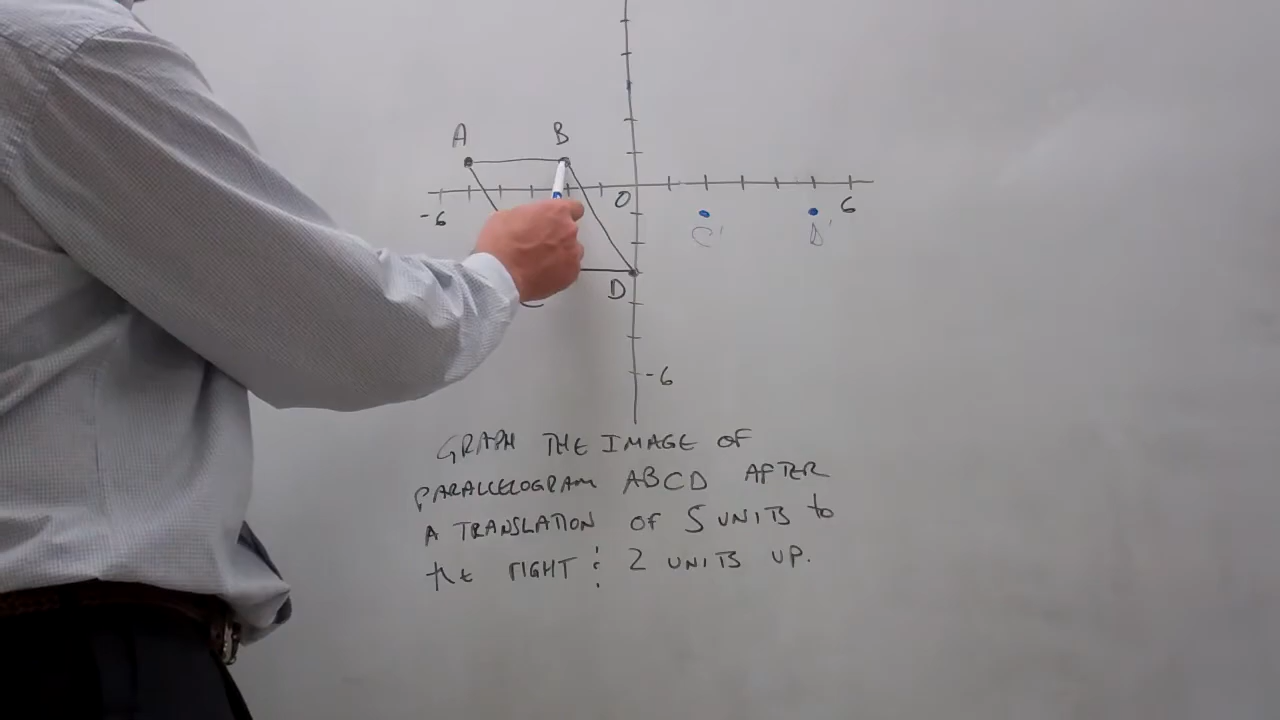 A B
-6 O 6
C' D'
C D
-6
GRAPH THE IMAGE OF
PARALLELOGRAM ABCD AFTER
A TRANSLATION OF 5 UNITS to
the RIGHT & 2 UNITS UP.